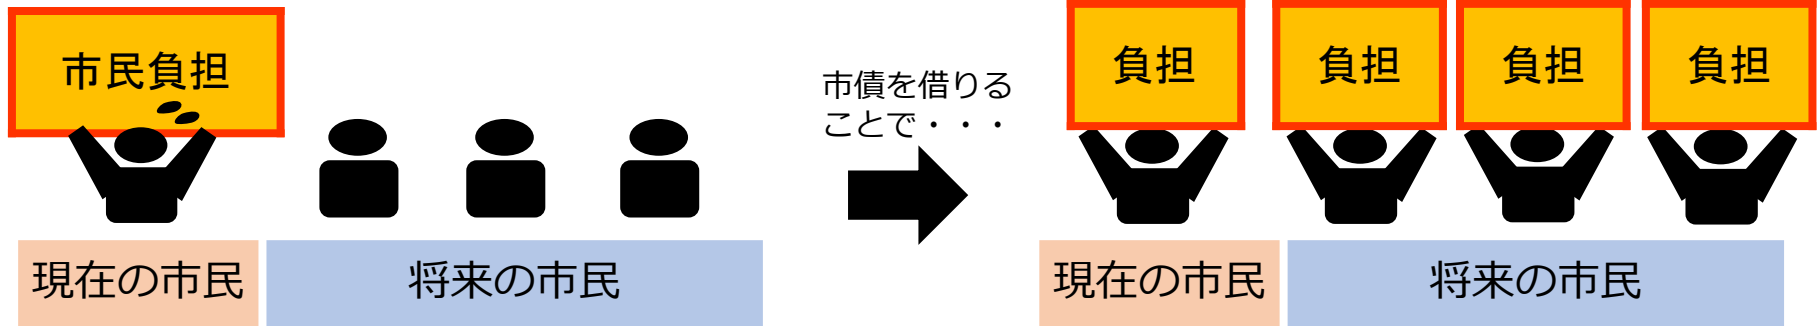 市民負担
現在の市民
将来の市民
市債を借りる
ことで・・・
負担
負担
負担
負担
現在の市民
将来の市民